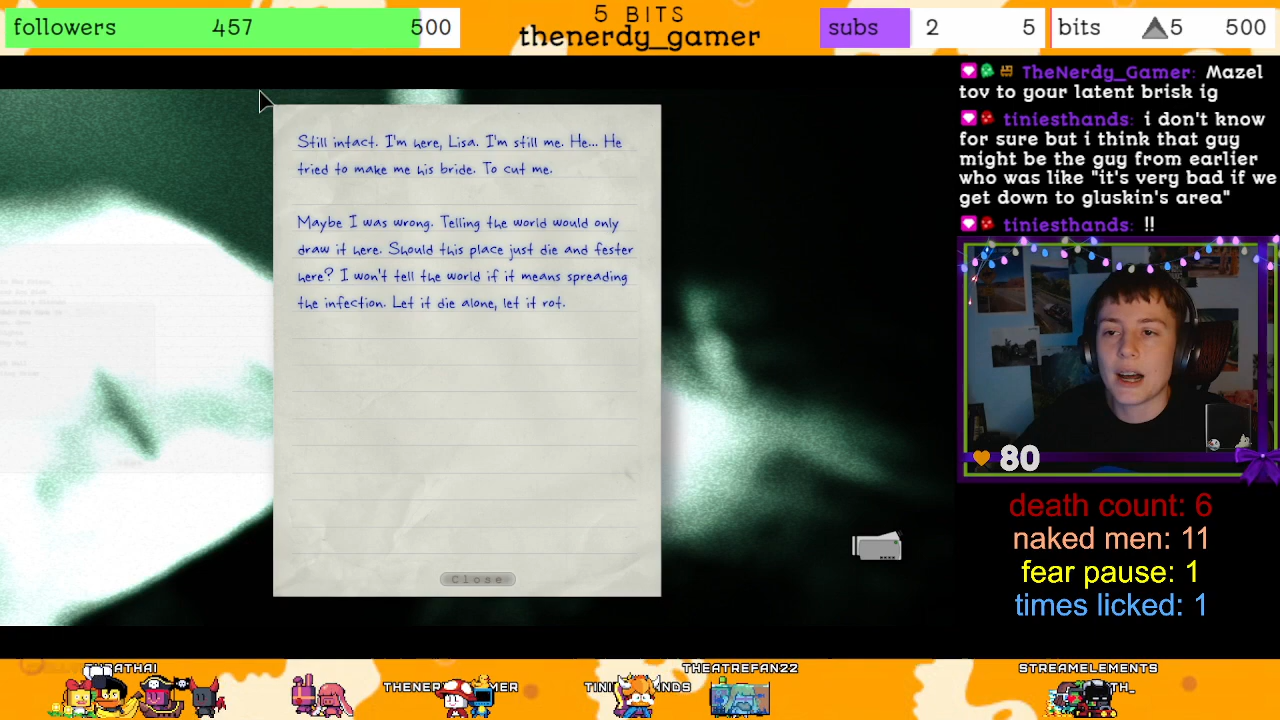 followers 457 500
5 BITS
thenerdy_gamer
subs 2 5
bits 5 500
TheNerdy_Gamer: Mazel
tov to your latent brisk ig
tiniesthands: i don't know
for sure but i think that guy
might be the guy from earlier
who was like "it's very bad if we
get down to gluskin's area"
tiniesthands: !!
Still intact. I'm here, Lisa. I'm still me. He... He
tried to make me his bride. To cut me.
Maybe I was wrong. Telling the world would only
draw it here. Should this place just die and fester
here? I won't tell the world if it means spreading
the infection. Let it die alone, let it rot.
Close
80
death count: 6
naked men: 11
fear pause: 1
times licked: 1
THEATREFAN22
STREAMELEMENTS